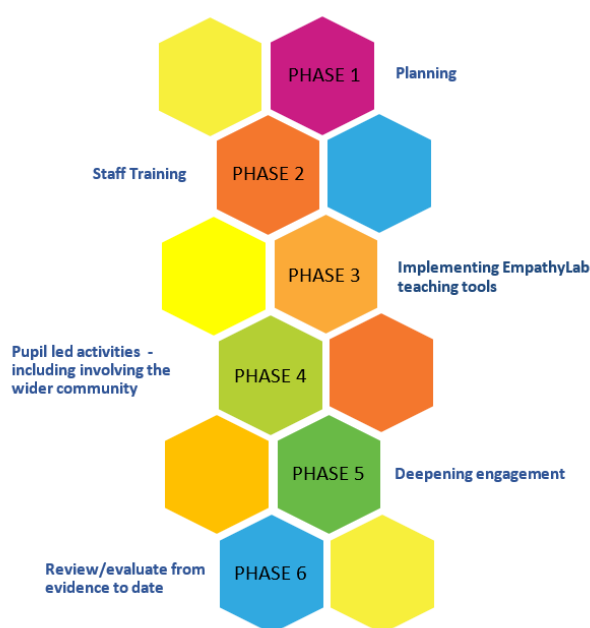 PHASE 1
Planning
Staff Training
PHASE 2
PHASE 3
Implementing EmpathyLab
teaching tools
Pupil led activities -
including involving the
wider community
PHASE 4
PHASE 5
Deepening engagement
Review/evaluate from
evidence to date
PHASE 6